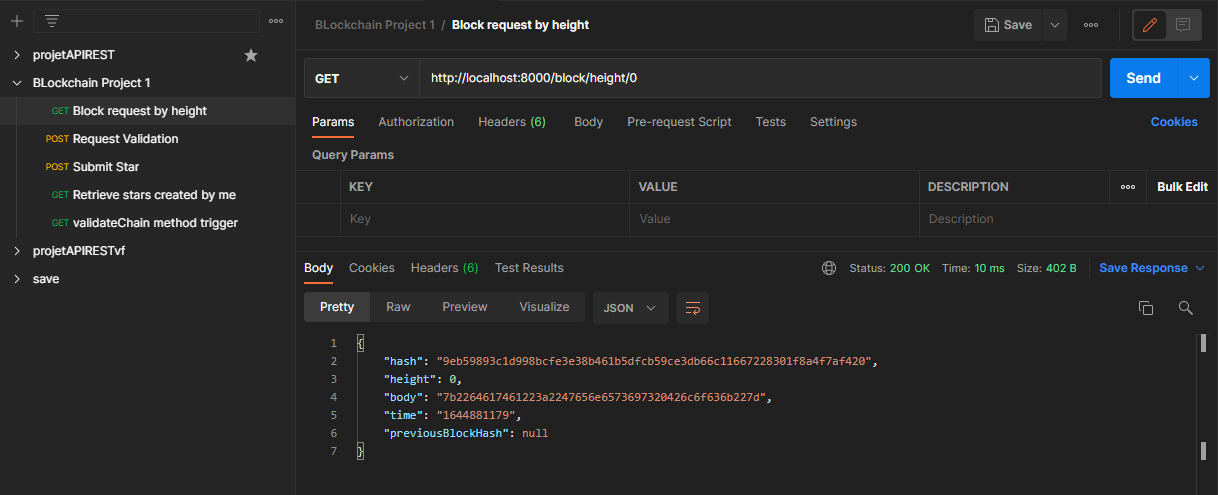 BLockchain Project 1 / Block request by height
Save
projetAPIREST
BLockchain Project 1
GET Block request by height
POST Request Validation
POST Submit Star
GET Retrieve stars created by me
GET validateChain method trigger
projetAPIRESTvf
save
GET http://localhost:8000/block/height/0 Send
Params Authorization Headers (6) Body Pre-request Script Tests Settings Cookies
Query Params
KEY VALUE DESCRIPTION Bulk Edit
Key Value Description
Body Cookies Headers (6) Test Results Status: 200 OK Time: 10 ms Size: 402 B Save Response
Pretty Raw Preview Visualize JSON
1 {
2 "hash": "9eb59893c1d998bcfe3e38b461b5dfcb59ce3db66c11667228301f8a4f7af420",
3 "height": 0,
4 "body": "7b2264617461223a2247656e6573697320426c6f636b227d",
5 "time": "1644881179",
6 "previousBlockHash": null
7 }